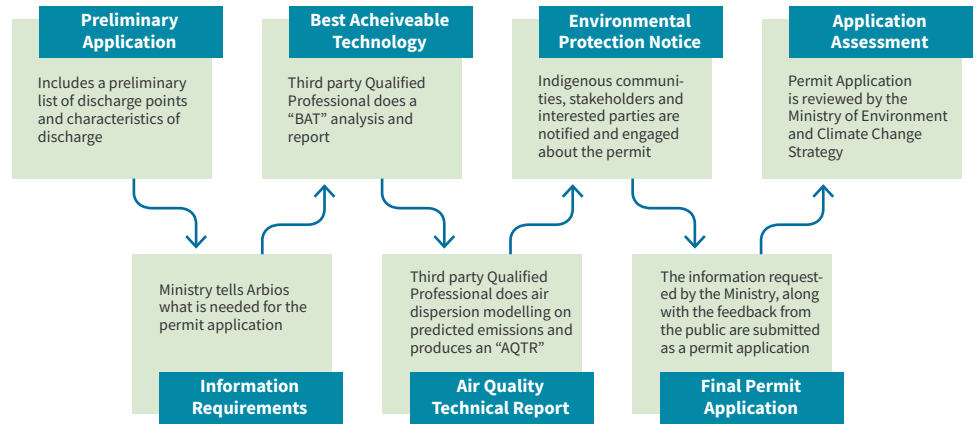 Preliminary
Application
Includes a preliminary
list of discharge points
and characteristics of
discharge
Ministry tells Arbios
what is needed for the
permit application
Information
Requirements
Best Acheiveable
Technology
Third party Qualified
Professional does a
“BAT” analysis and
report
Third party Qualified
Professional does air
dispersion modelling on
predicted emissions and
produces an “AQTR”
Air Quality
Technical Report
Environmental
Protection Notice
Indigenous communi-
ties, stakeholders and
interested parties are
notified and engaged
about the permit
The information request-
ed by the Ministry, along
with the feedback from
the public are submitted
as a permit application
Final Permit
Application
Application
Assessment
Permit Application
is reviewed by the
Ministry of Environment
and Climate Change
Strategy